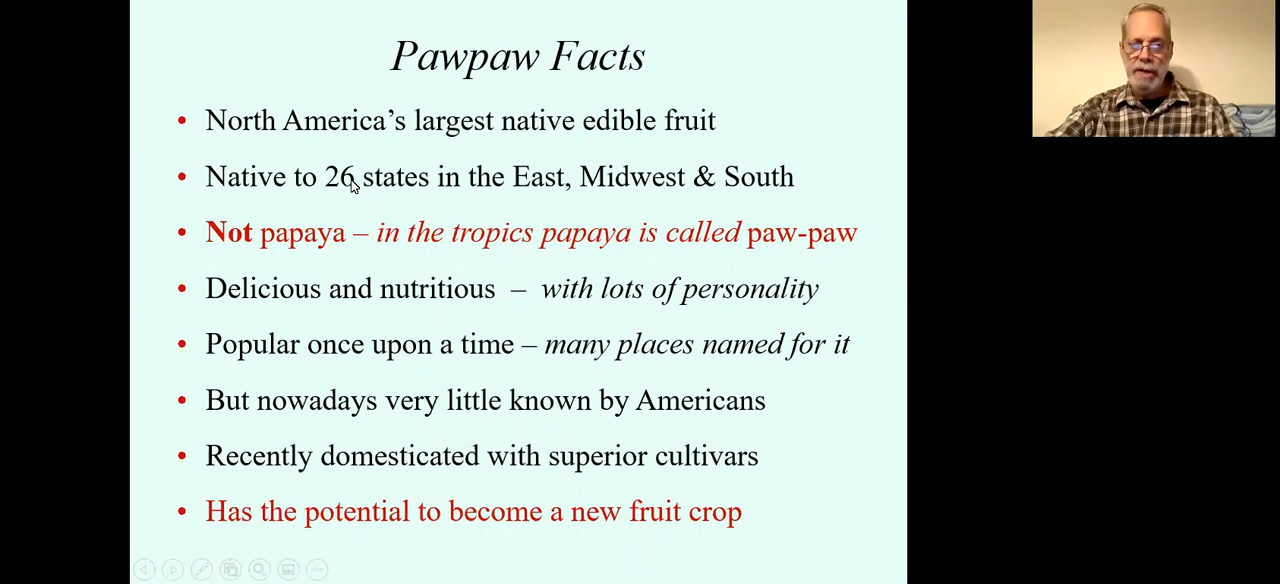 Pawpaw Facts
• North America’s largest native edible fruit
• Native to 26 states in the East, Midwest & South
• Not papaya – in the tropics papaya is called paw-paw
• Delicious and nutritious – with lots of personality
• Popular once upon a time – many places named for it
• But nowadays very little known by Americans
• Recently domesticated with superior cultivars
• Has the potential to become a new fruit crop